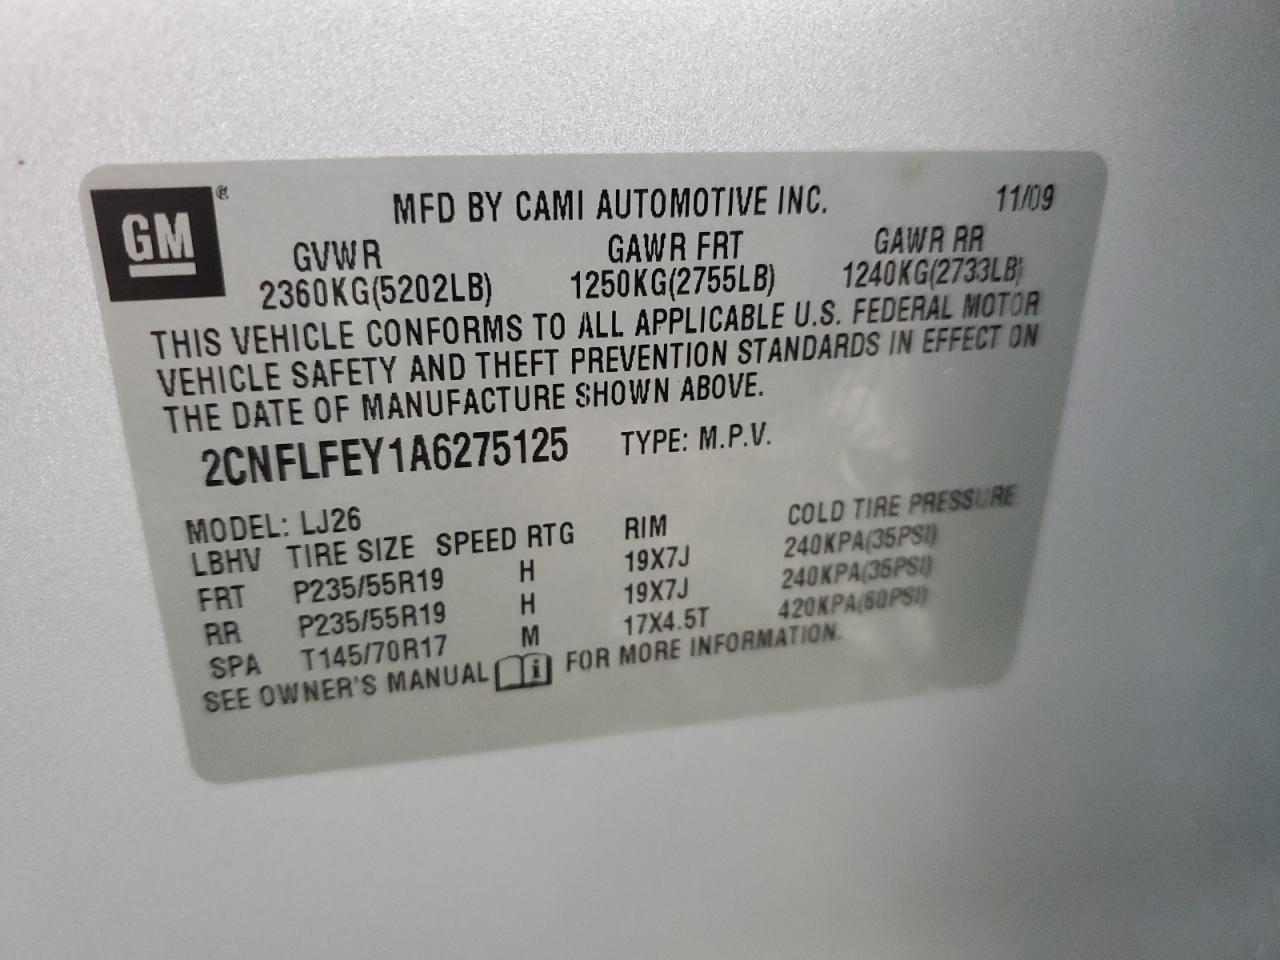 GM ® MFD BY CAMI AUTOMOTIVE INC. 11/09
GVWR GAWR FRT GAWR RR
2360KG(5202LB) 1250KG(2755LB) 1240KG(2733LB)
THIS VEHICLE CONFORMS TO ALL APPLICABLE U.S. FEDERAL MOTOR
VEHICLE SAFETY AND THEFT PREVENTION STANDARDS IN EFFECT ON
THE DATE OF MANUFACTURE SHOWN ABOVE.
2CNFLFEY1A6275125 TYPE: M.P.V.
MODEL: LJ26
LBHV TIRE SIZE SPEED RTG RIM COLD TIRE PRESSURE
FRT P235/55R19 H 19X7J 240KPA(35PSI)
RR P235/55R19 H 19X7J 240KPA(35PSI)
SPA T145/70R17 M 17X4.5T 420KPA(60PSI)
SEE OWNER'S MANUAL i FOR MORE INFORMATION.